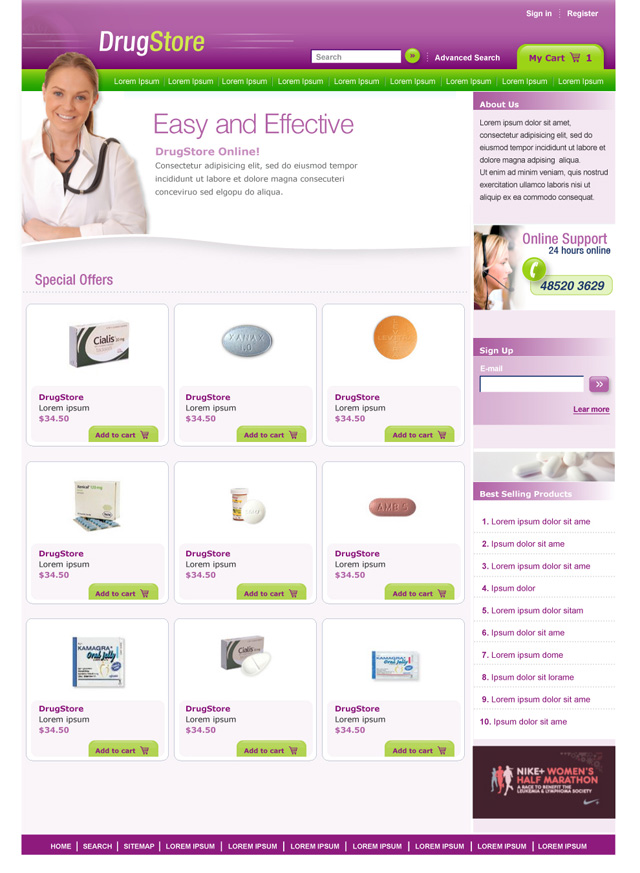 Sign in Register
DrugStore
Search
Advanced Search
My Cart 1
Lorem Ipsum Lorem Ipsum Lorem Ipsum Lorem Ipsum Lorem Ipsum Lorem Ipsum Lorem Ipsum Lorem Ipsum Lorem Ipsum
Easy and Effective
DrugStore Online!
Consectetur adipisicing elit, sed do eiusmod tempor
incididunt ut labore et dolore magna consecuteri
conceviruo sed elgopu do aliqua.
About Us
Lorem ipsum dolor sit amet,
consectetur adipisicing elit, sed do
eiusmod tempor incididunt ut labore et
dolore magna adpising aliqua.
Ut enim ad minim veniam, quis nostrud
exercitation ullamco laboris nisi ut
aliquip ex ea commodo consequat.
Online Support
24 hours online
48520 3629
Special Offers
Cialis
XANAX
DrugStore
Lorem ipsum
$34.50
Add to cart
DrugStore
Lorem ipsum
$34.50
Add to cart
DrugStore
Lorem ipsum
$34.50
Add to cart
Sign Up
E-mail
Lear more
Xenical
AMB
DrugStore
Lorem ipsum
$34.50
Add to cart
DrugStore
Lorem ipsum
$34.50
Add to cart
DrugStore
Lorem ipsum
$34.50
Add to cart
KAMAGRA
Oral Jelly
Cialis
DrugStore
Lorem ipsum
$34.50
Add to cart
DrugStore
Lorem ipsum
$34.50
Add to cart
DrugStore
Lorem ipsum
$34.50
Add to cart
Best Selling Products
1. Lorem ipsum dolor sit ame
2. Ipsum dolor sit ame
3. Lorem ipsum dolor sit ame
4. Ipsum dolor
5. Lorem ipsum dolor sitam
6. Ipsum dolor sit ame
7. Lorem ipsum dome
8. Ipsum dolor sit lorame
9. Lorem ipsum dolor sit ame
10. Ipsum dolor sit ame
NIKE+ WOMEN'S
HALF MARATHON
A RACE TO BENEFIT THE
LEUKEMIA & LYMPHOMA SOCIETY
HOME SEARCH SITEMAP LOREM IPSUM LOREM IPSUM LOREM IPSUM LOREM IPSUM LOREM IPSUM LOREM IPSUM LOREM IPSUM